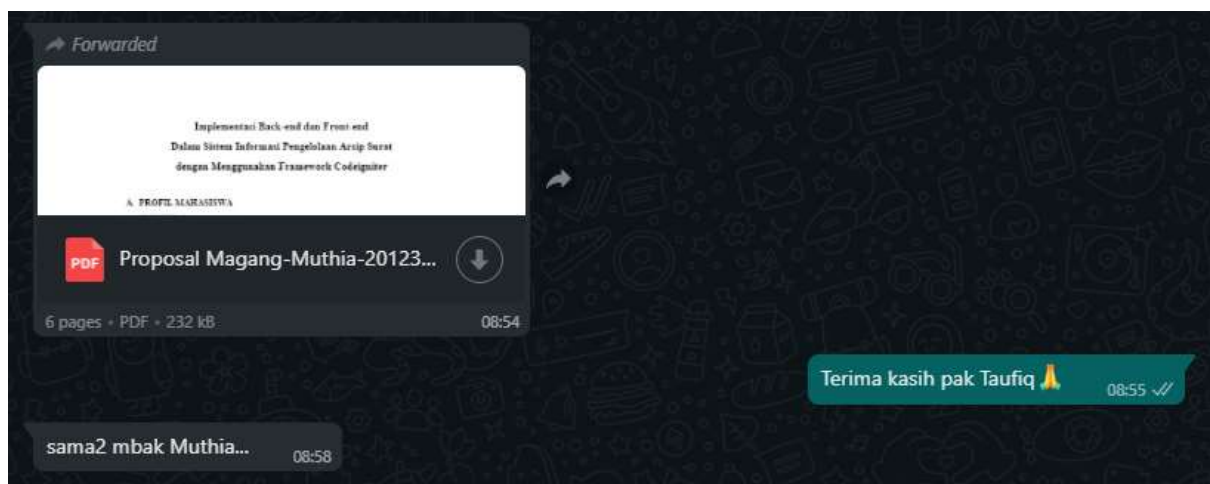 Forwarded
Implementasi Back-end dan Front-end
Dalam Sistem Informasi Pengelolaan Arsip Surat
dengan Menggunakan Framework Codeigniter
A. PROFIL MAHASISWA
PDF
Proposal Magang-Muthia-20123...
6 pages • PDF • 232 kB
08:54
Terima kasih pak Taufiq🙏
08:55
sama2 mbak Muthia...
08:58